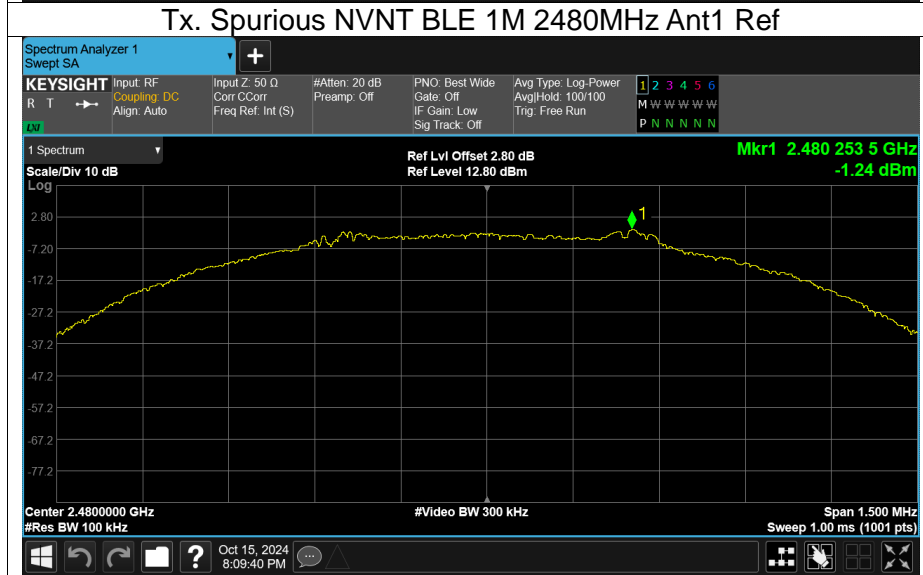 Tx. Spurious NVNT BLE 1M 2480MHz Ant1 Ref
Spectrum Analyzer 1
Swept SA
+
KEYSIGHT Input: RF Input Z: 50 Ω #Atten: 20 dB PNO: Best Wide Avg Type: Log-Power 1 2 3 4 5 6
R T Coupling: DC Corr CCorr Preamp: Off Gate: Off Avg|Hold: 100/100 M W W W W W
Align: Auto Freq Ref: Int (S) IF Gain: Low Trig: Free Run
LXI Sig Track: Off P N N N N N
1 Spectrum Ref Lvl Offset 2.80 dB Mkr1 2.480 253 5 GHz
Scale/Div 10 dB Ref Level 12.80 dBm -1.24 dBm
Log
1
2.80
-7.20
-17.2
-27.2
-37.2
-47.2
-57.2
-67.2
-77.2
Center 2.4800000 GHz #Video BW 300 kHz Span 1.500 MHz
#Res BW 100 kHz Sweep 1.00 ms (1001 pts)
? Oct 15, 2024
8:09:40 PM